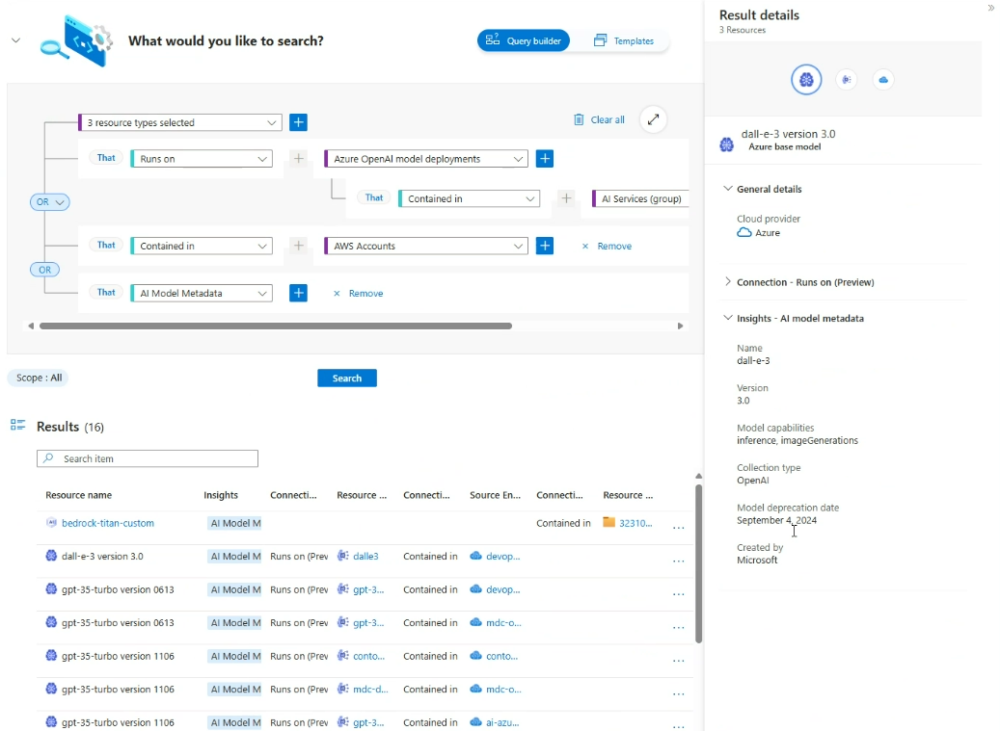 What would you like to search?
Query builder
Templates
3 resource types selected
Clear all
That
Runs on
Azure OpenAI model deployments
That
Contained in
AI Services (group)
OR
That
Contained in
AWS Accounts
Remove
OR
That
AI Model Metadata
Remove
Scope : All
Search
Results (16)
Search item
Resource name Insights Connecti... Resource ... Connecti... Source En... Connecti... Resource ...
bedrock-titan-custom AI Model M Contained in 32310... ...
dall-e-3 version 3.0 AI Model M Runs on (Prev dalle3 Contained in devop... ...
gpt-35-turbo version 0613 AI Model M Runs on (Prev gpt-3... Contained in devop... ...
gpt-35-turbo version 0613 AI Model M Runs on (Prev gpt-3... Contained in mdc-o... ...
gpt-35-turbo version 1106 AI Model M Runs on (Prev conto... Contained in conto... ...
gpt-35-turbo version 1106 AI Model M Runs on (Prev mdc-d... Contained in mdc-o... ...
gpt-35-turbo version 1106 AI Model M Runs on (Prev gpt-3... Contained in ai-azu... ...
Result details
3 Resources
dall-e-3 version 3.0
Azure base model
General details
Cloud provider
Azure
Connection - Runs on (Preview)
Insights - AI model metadata
Name
dall-e-3
Version
3.0
Model capabilities
inference, imageGenerations
Collection type
OpenAI
Model deprecation date
September 4, 2024
Created by
Microsoft